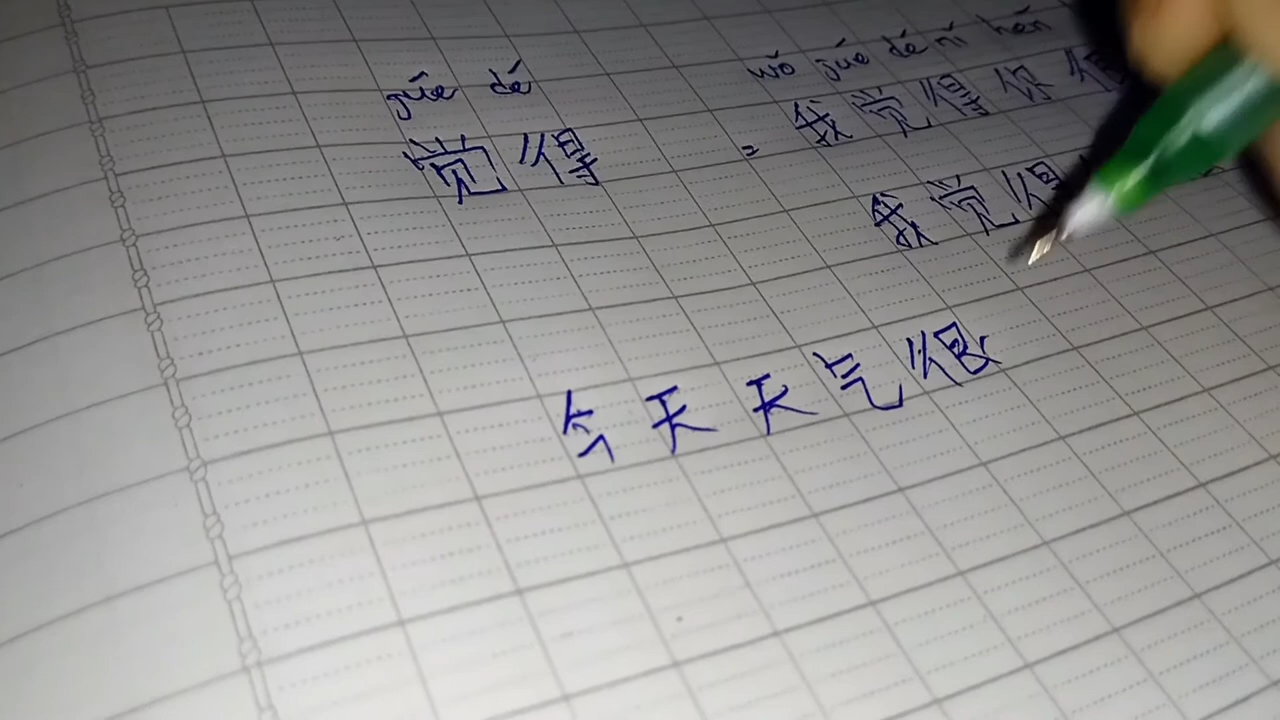 júe dé
觉得
wǒ júe dé nǐ hěn
= 我觉得你很
我觉得
今天天气很